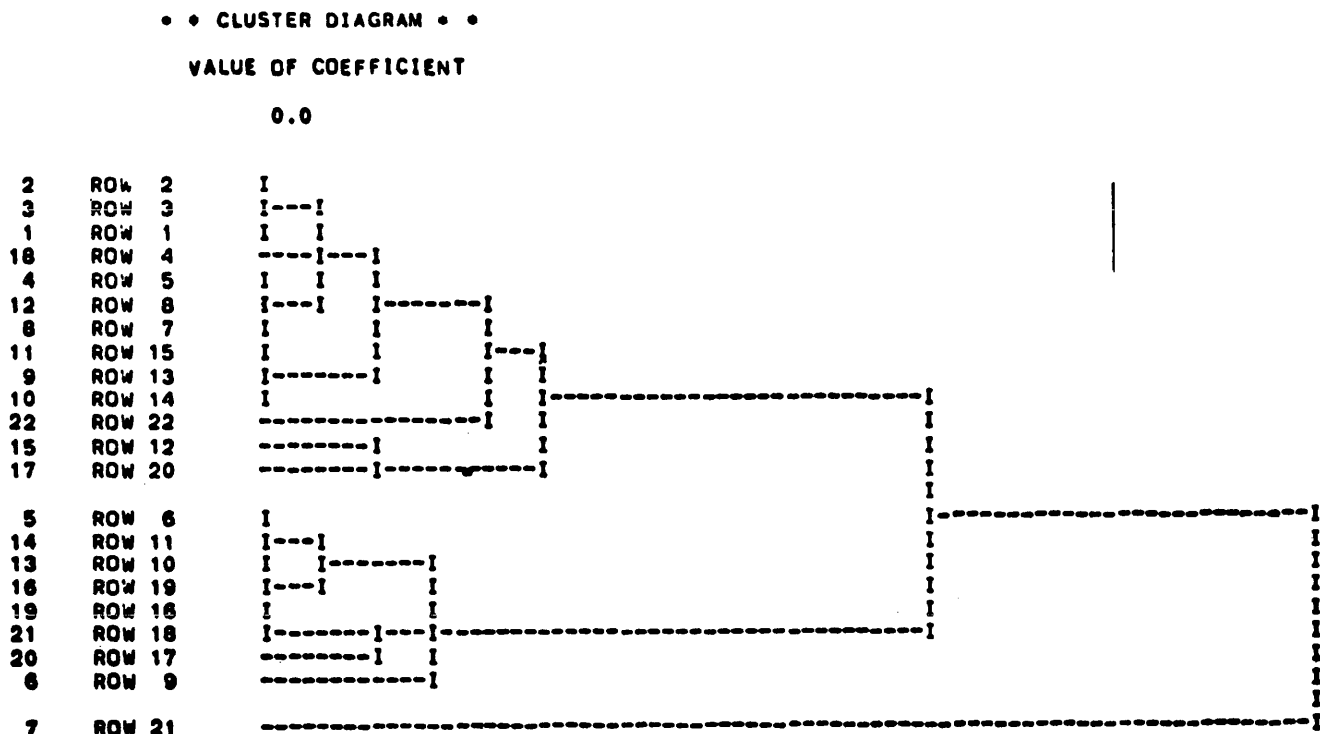 * * CLUSTER DIAGRAM * *
VALUE OF COEFFICIENT
0.0
2 ROW 2 I
3 ROW 3 I---I
1 ROW 1 I I
18 ROW 4 ----I---I
4 ROW 5 I I I
12 ROW 8 I---I I-------I
8 ROW 7 I I I
11 ROW 15 I I I---I
9 ROW 13 I-------I I I
10 ROW 14 I I I---------------------------I
22 ROW 22 ----------------I I I
15 ROW 12 --------I I I
17 ROW 20 --------I-----------I I
I
5 ROW 6 I I---------------------------I
14 ROW 11 I---I I I
13 ROW 10 I I-------I I I
16 ROW 19 I---I I I I
19 ROW 16 I I I I
21 ROW 18 I-------I---I-----------------------------------I I
20 ROW 17 --------I I I
6 ROW 9 ------------I I
I
7 ROW 21 ----------------------------------------------------------------------------I